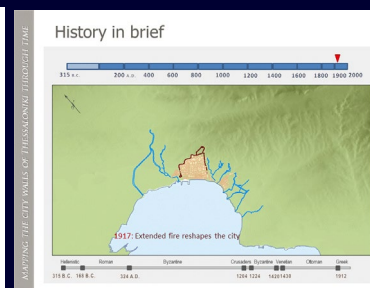 History in brief
315 B.C. 200 A.D. 400 600 800 1000 1200 1400 1600 1800 1900 2000
MAPPING THE CITY WALLS OF THESSALONIKI THROUGH TIME
1917: Extended fire reshapes the city
Hellenistic Roman Byzantine Crusaders Byzantine Venetian Ottoman Greek
315 B.C. 168 B.C. 324 A.D. 1204 1224 1423 1430 1912